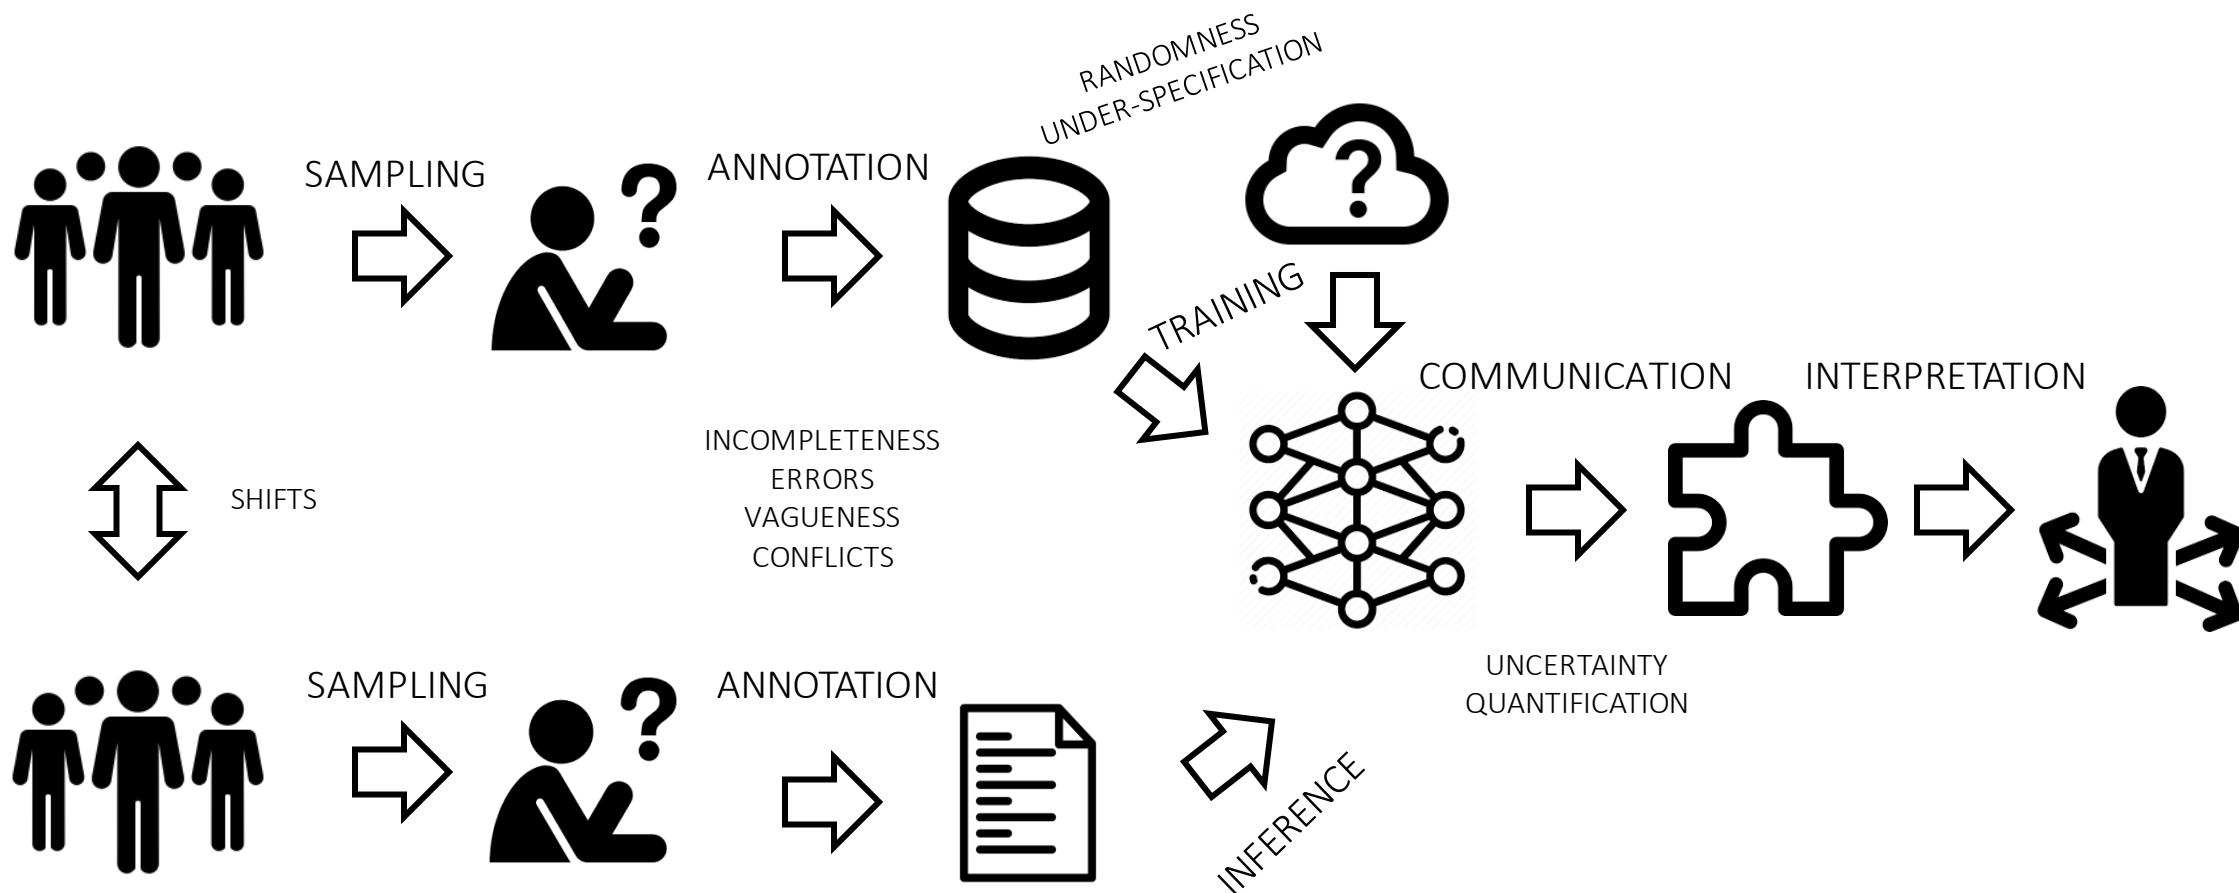 RANDOMNESS
UNDER-SPECIFICATION
SAMPLING
ANNOTATION
?
?
TRAINING
COMMUNICATION
INTERPRETATION
INCOMPLETENESS
ERRORS
VAGUENESS
CONFLICTS
SHIFTS
UNCERTAINTY
QUANTIFICATION
SAMPLING
ANNOTATION
?
INFERENCE